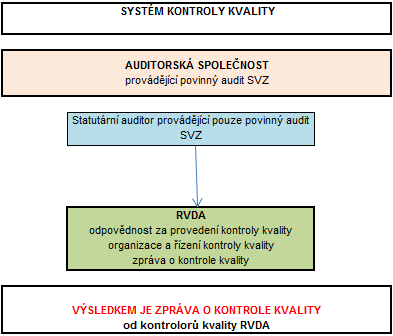 SYSTÉM KONTROLY KVALITY
AUDITORSKÁ SPOLEČNOST
provádějící povinný audit SVZ
Statutární auditor provádějící pouze povinný audit
SVZ
RVDA
odpovědnost za provedení kontroly kvality
organizace a řízení kontroly kvality
zpráva o kontrole kvality
VÝSLEDKEM JE ZPRÁVA O KONTROLE KVALITY
od kontrolorů kvality RVDA